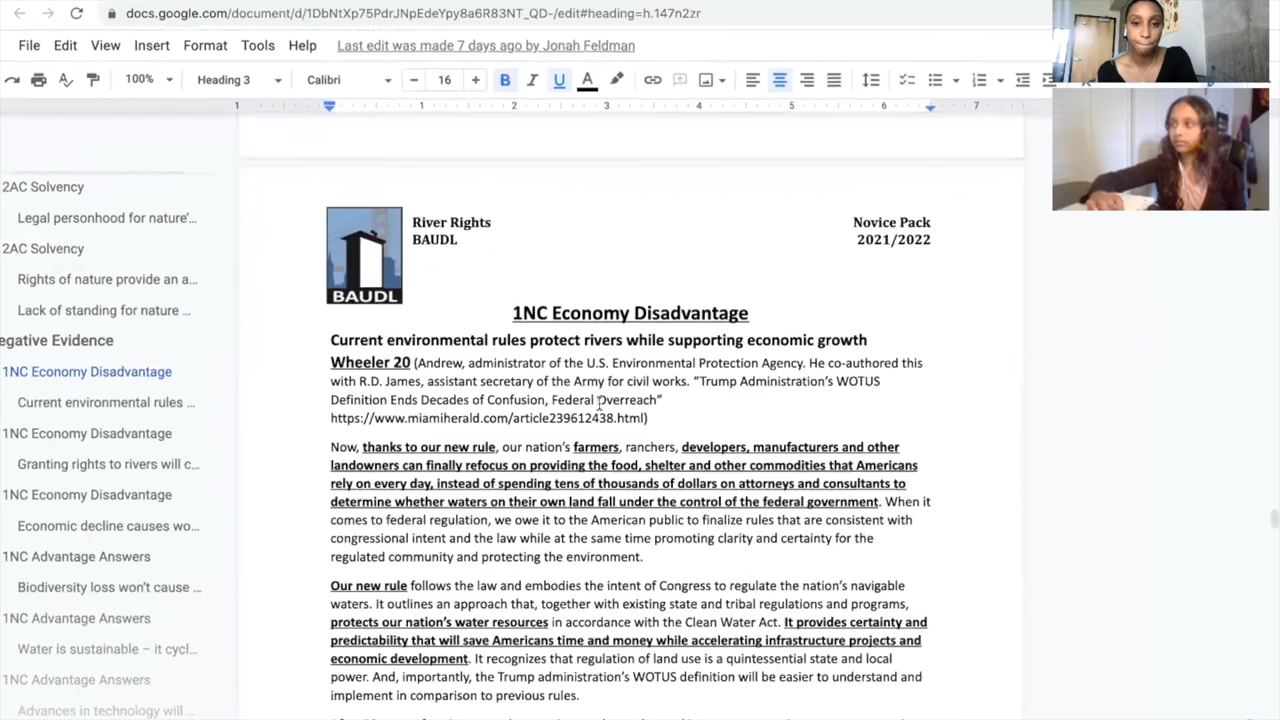 docs.google.com/document/d/1DbNtXp75PdrJNpEdeYpy8a6R83NT_QD-/edit#heading=h.147n2zr
File Edit View Insert Format Tools Help Last edit was made 7 days ago by Jonah Feldman
100% Heading 3 Calibri − 16 + B I U A
1 1 2 3 4 5 6 7
2AC Solvency
Legal personhood for nature'...
2AC Solvency
Rights of nature provide an a...
Lack of standing for nature ...
egative Evidence
1NC Economy Disadvantage
Current environmental rules ...
1NC Economy Disadvantage
Granting rights to rivers will c...
1NC Economy Disadvantage
Economic decline causes wo...
1NC Advantage Answers
Biodiversity loss won't cause ...
1NC Advantage Answers
Water is sustainable – it cycl...
1NC Advantage Answers
Advances in technology will ...
BAUDL
River Rights
BAUDL
Novice Pack
2021/2022
1NC Economy Disadvantage
Current environmental rules protect rivers while supporting economic growth
Wheeler 20 (Andrew, administrator of the U.S. Environmental Protection Agency. He co-authored this
with R.D. James, assistant secretary of the Army for civil works. "Trump Administration's WOTUS
Definition Ends Decades of Confusion, Federal Overreach"
https://www.miamiherald.com/article239612438.html)
Now, thanks to our new rule, our nation's farmers, ranchers, developers, manufacturers and other
landowners can finally refocus on providing the food, shelter and other commodities that Americans
rely on every day, instead of spending tens of thousands of dollars on attorneys and consultants to
determine whether waters on their own land fall under the control of the federal government. When it
comes to federal regulation, we owe it to the American public to finalize rules that are consistent with
congressional intent and the law while at the same time promoting clarity and certainty for the
regulated community and protecting the environment.
Our new rule follows the law and embodies the intent of Congress to regulate the nation's navigable
waters. It outlines an approach that, together with existing state and tribal regulations and programs,
protects our nation's water resources in accordance with the Clean Water Act. It provides certainty and
predictability that will save Americans time and money while accelerating infrastructure projects and
economic development. It recognizes that regulation of land use is a quintessential state and local
power. And, importantly, the Trump administration's WOTUS definition will be easier to understand and
implement in comparison to previous rules.